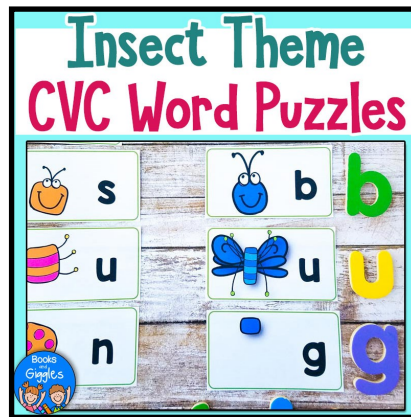 Insect Theme
CVC Word Puzzles
s
b
b
u
u
u
n
g
g
Books
and
Giggles